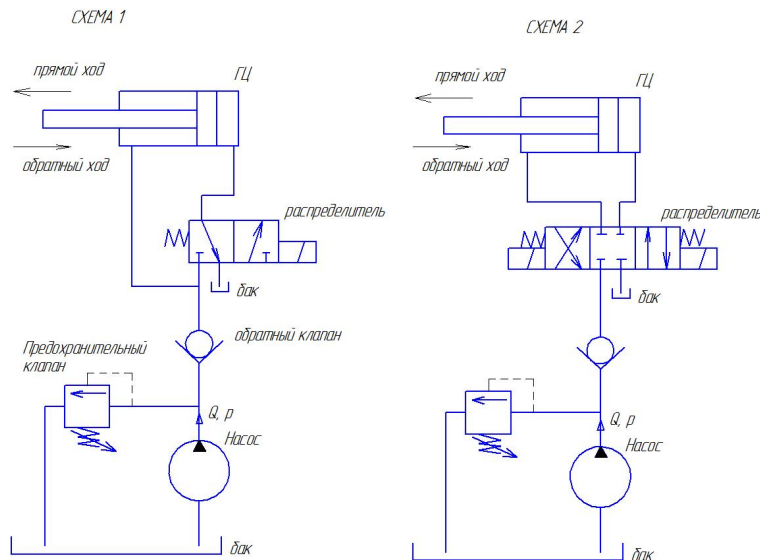 СХЕМА 1
прямой ход
ГЦ
обратный ход
распределитель
бак
обратный клапан
Предохранительный
клапан
Q, p
Насос
бак
СХЕМА 2
прямой ход
ГЦ
обратный ход
распределитель
бак
Q, p
Насос
бак